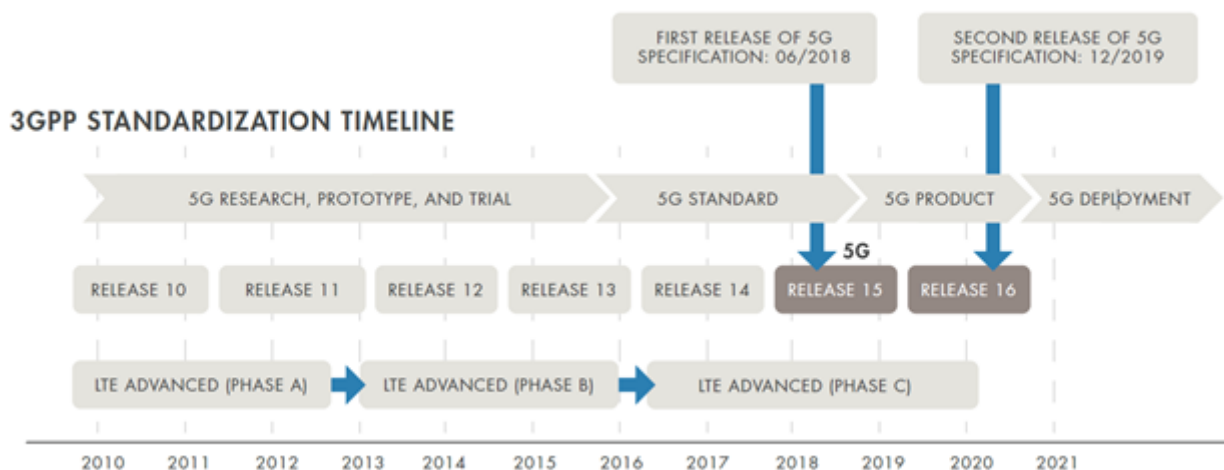 FIRST RELEASE OF 5G
SPECIFICATION: 06/2018
SECOND RELEASE OF 5G
SPECIFICATION: 12/2019
3GPP STANDARDIZATION TIMELINE
5G RESEARCH, PROTOTYPE, AND TRIAL
5G STANDARD
5G PRODUCT
5G DEPLOYMENT
5G
RELEASE 10
RELEASE 11
RELEASE 12
RELEASE 13
RELEASE 14
RELEASE 15
RELEASE 16
LTE ADVANCED (PHASE A)
LTE ADVANCED (PHASE B)
LTE ADVANCED (PHASE C)
2010 2011 2012 2013 2014 2015 2016 2017 2018 2019 2020 2021